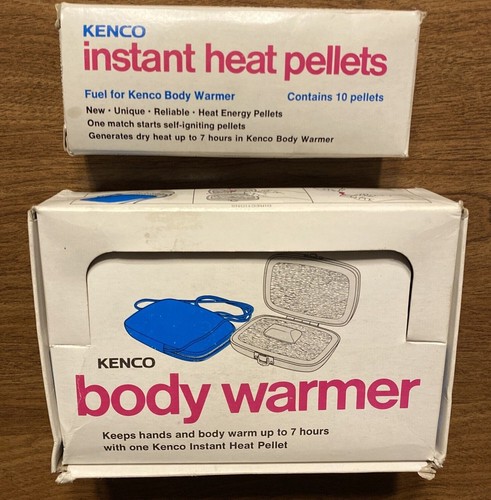 KENCO
instant heat pellets
Fuel for Kenco Body Warmer Contains 10 pellets
New • Unique • Reliable • Heat Energy Pellets
One match starts self-igniting pellets
Generates dry heat up to 7 hours in Kenco Body Warmer
KENCO
body warmer
Keeps hands and body warm up to 7 hours
with one Kenco Instant Heat Pellet